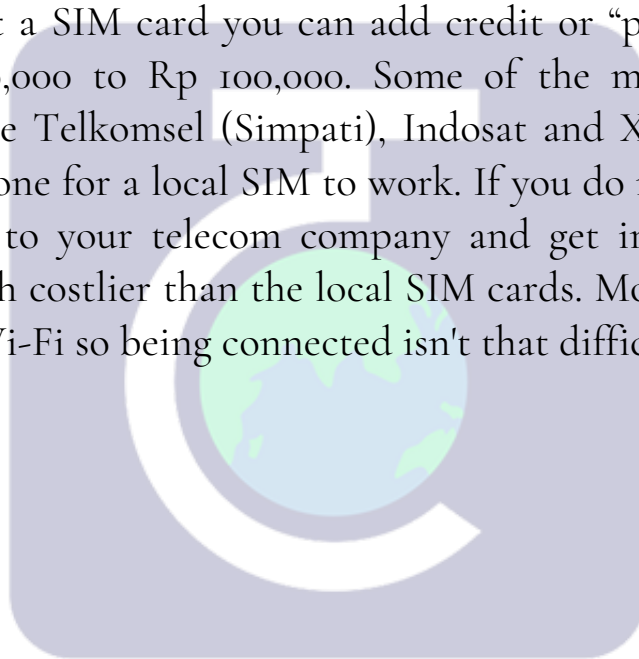 a SIM card you can add credit or “p
,000 to Rp 100,000. Some of the m
e Telkomsel (Simpati), Indosat and X
one for a local SIM to work. If you do
to your telecom company and get in
h costlier than the local SIM cards. Mo
i-Fi so being connected isn't that diffic